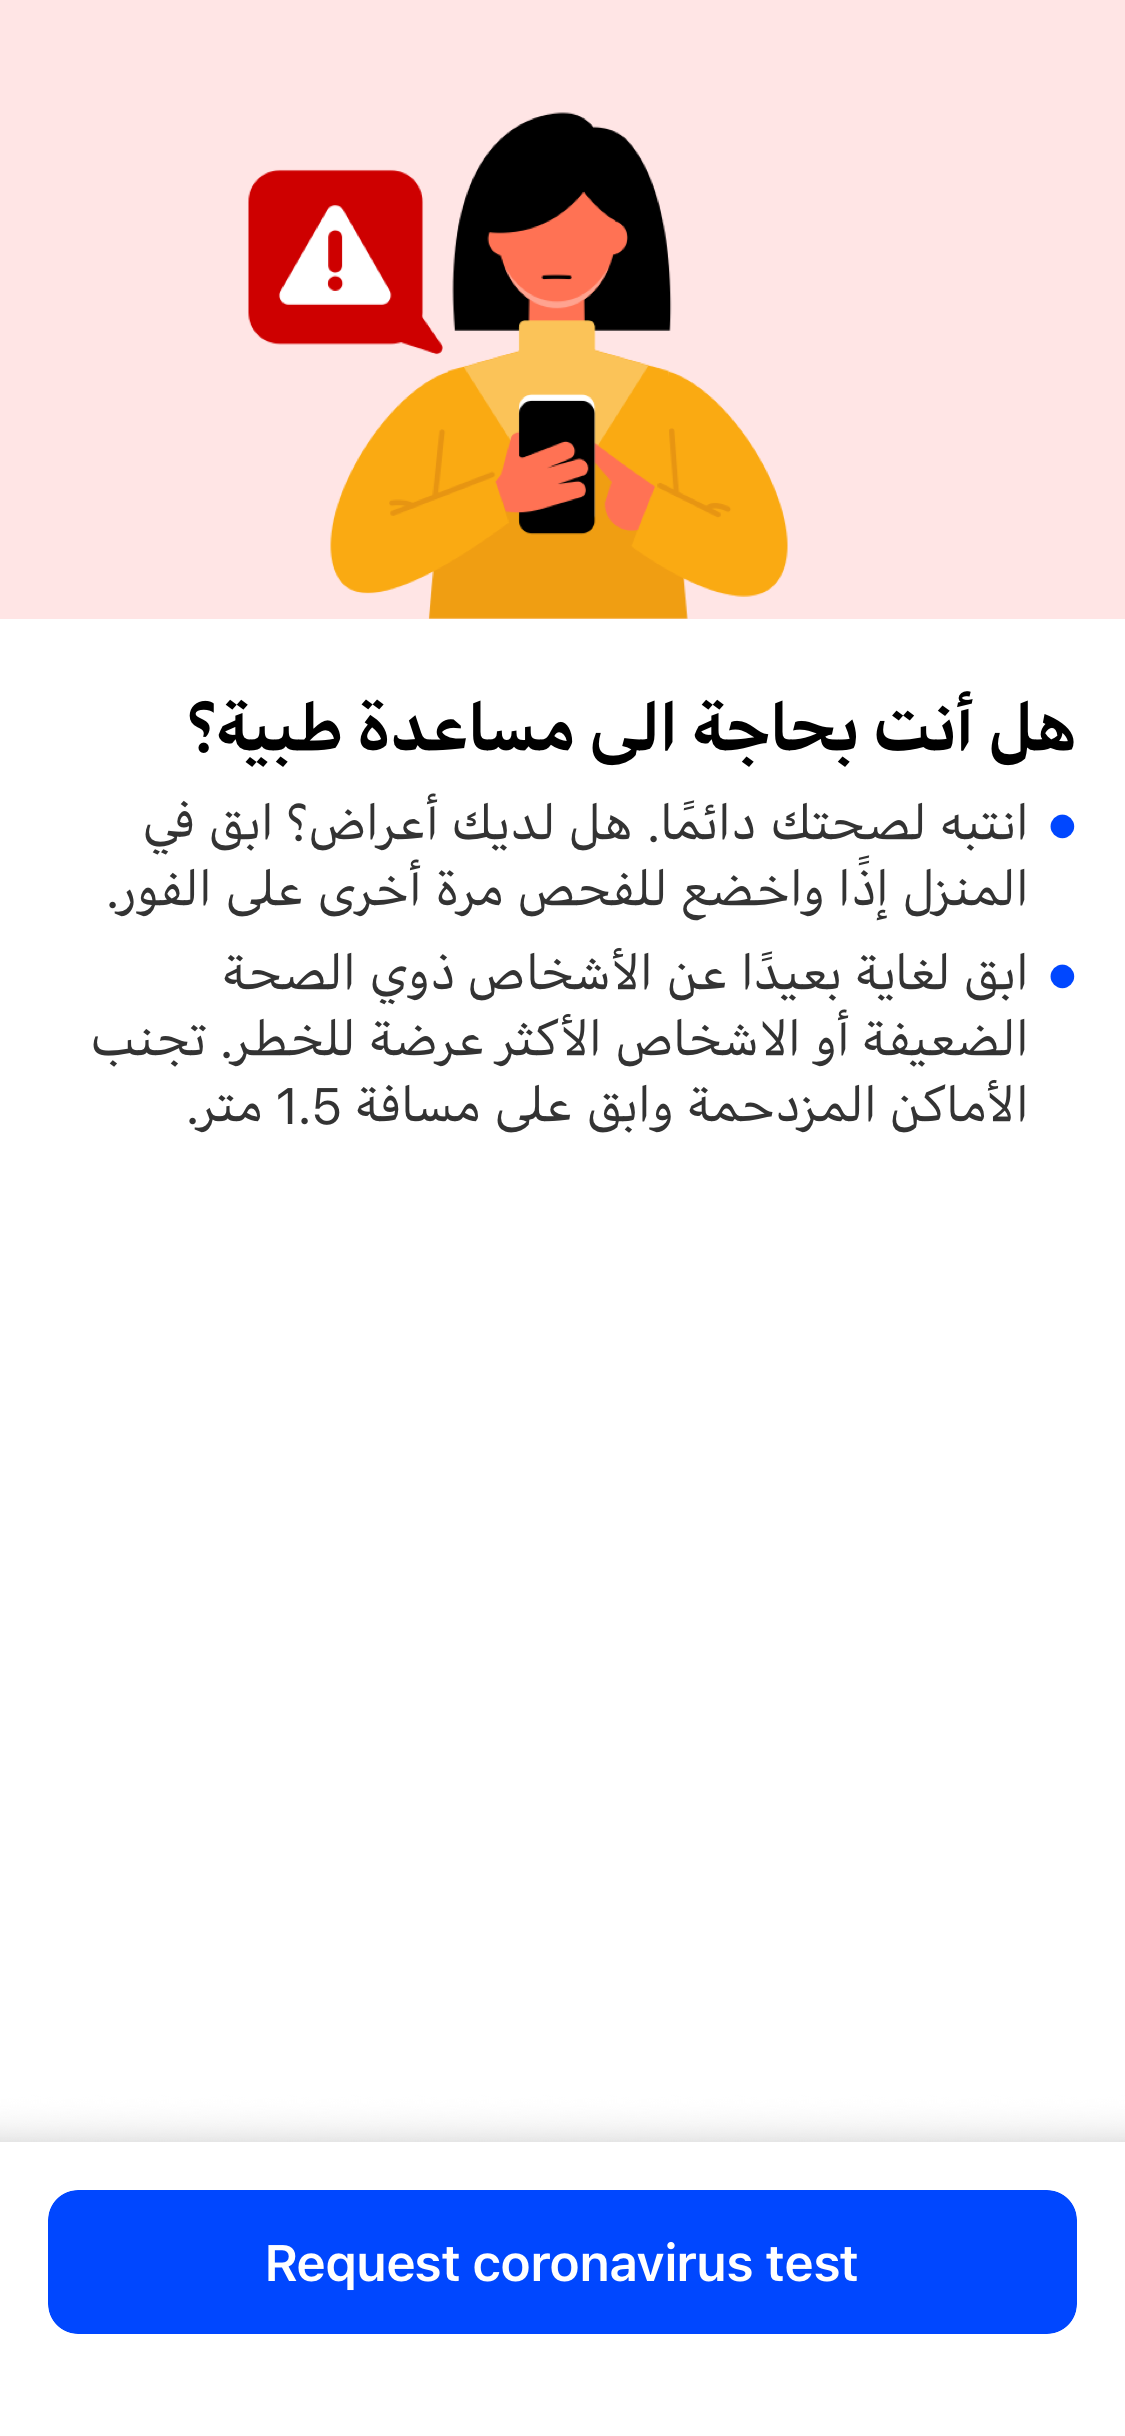 هل أنت بحاجة الى مساعدة طبية؟
انتبه لصحتك دائمًا. هل لديك أعراض؟ ابق في
المنزل إذًا واخضع للفحص مرة أخرى على الفور.
ابق لغاية بعيدًا عن الأشخاص ذوي الصحة
الضعيفة أو الاشخاص الأكثر عرضة للخطر. تجنب
الأماكن المزدحمة وابق على مسافة 1.5 متر.
Request coronavirus test